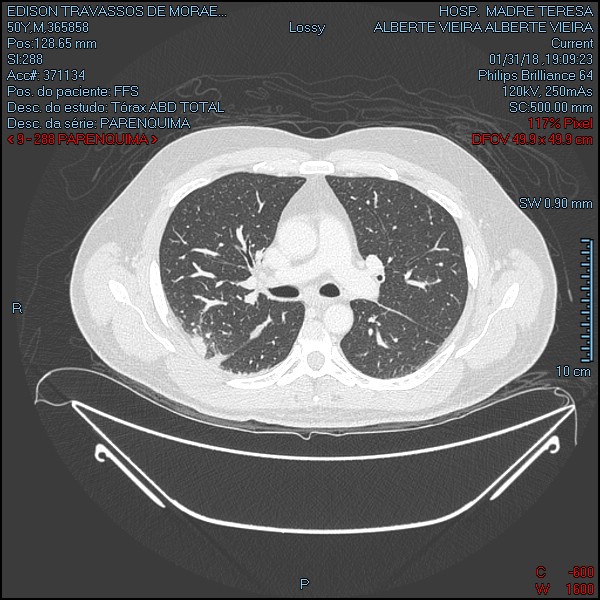 EDISON TRAVASSOS DE MORAE...
50Y,M,365858
Pos:128.65 mm
SI:288
Acc#: 371134
Pos. do paciente: FFS
Desc. do estudo: Tórax ABD TOTAL
Desc. da série: PARENQUIMA
< 9 - 288 PARENQUIMA >
Lossy
HOSP. MADRE TERESA
ALBERTE VIEIRA ALBERTE VIEIRA
Current
01/31/18 ,19:09:23
Philips Brilliance 64
120kV, 250mAs
SC:500.00 mm
117% Pixel
DFOV 49.9 x 49.9 cm
SW 0.90 mm
R
10 cm
P
C -600
W 1600